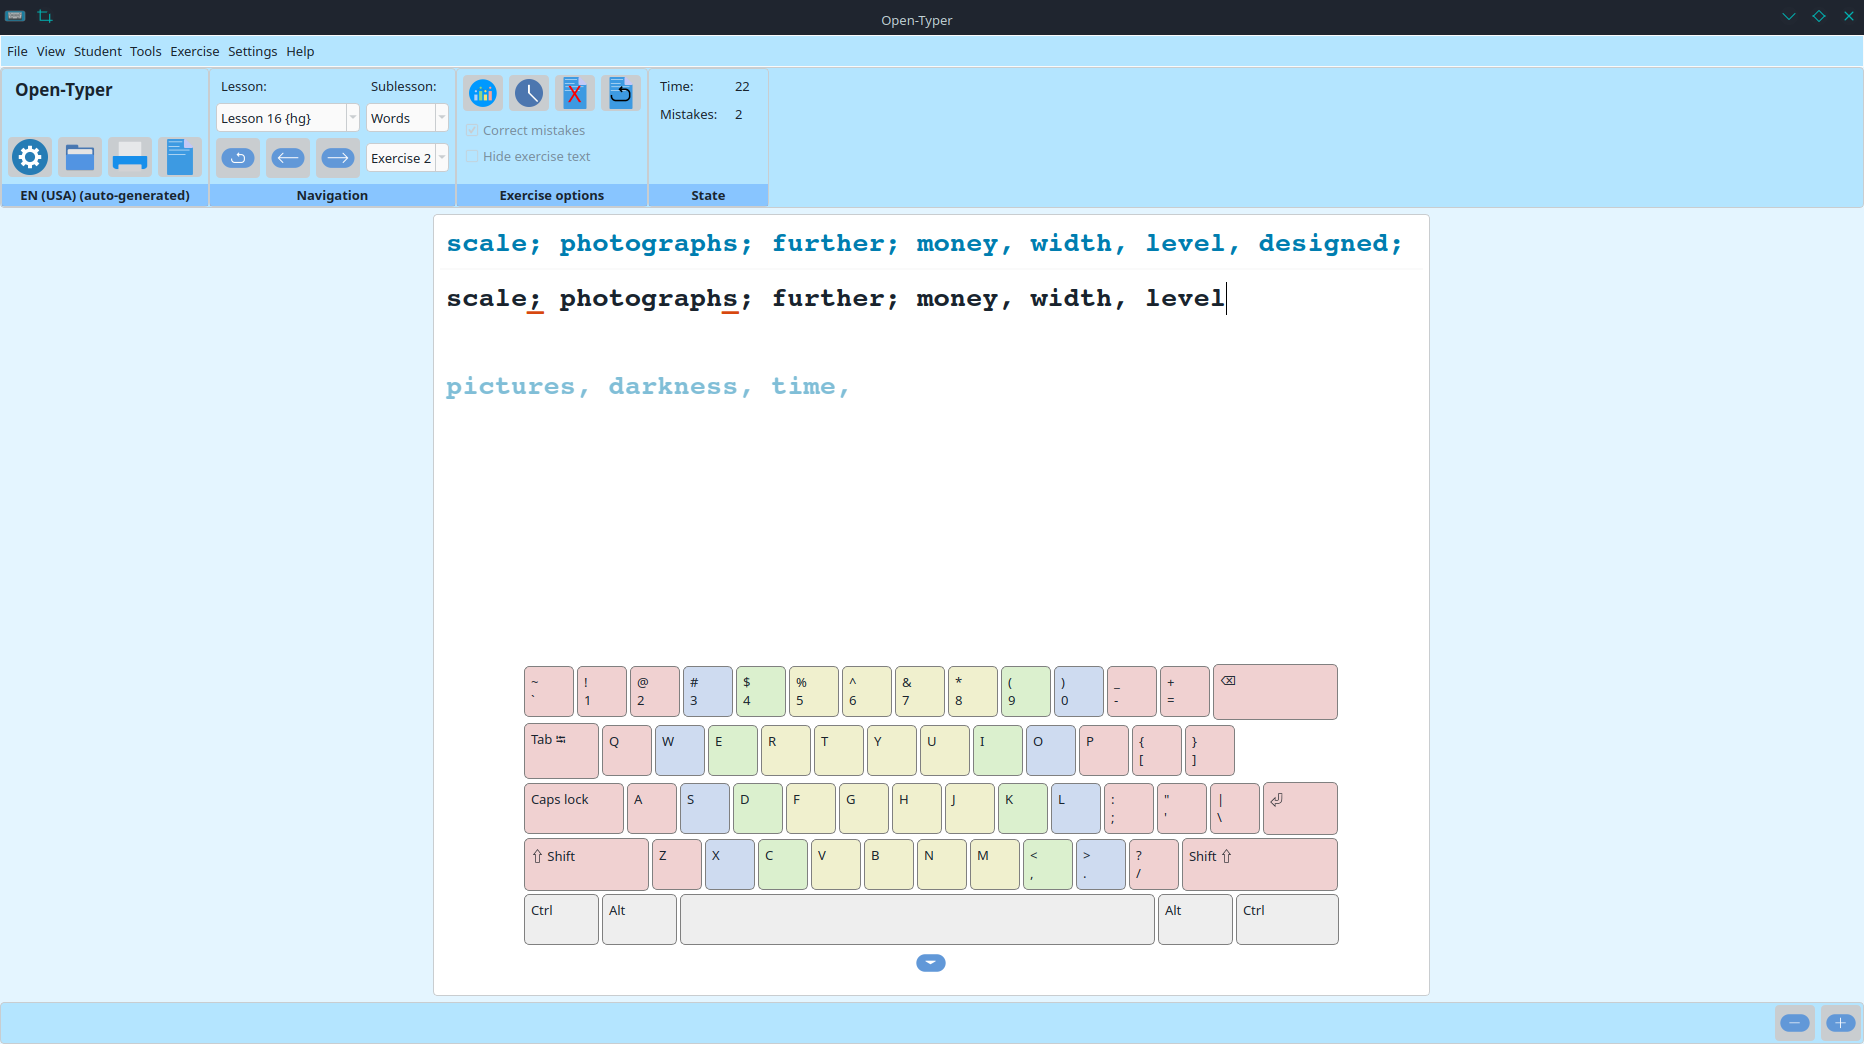 Open-Typer
File View Student Tools Exercise Settings Help
Open-Typer
EN (USA) (auto-generated)
Lesson:
Sublesson:
Lesson 16 {hg}
Words
Exercise 2
Navigation
Correct mistakes
Hide exercise text
Exercise options
Time: 22
Mistakes: 2
State
scale; photographs; further; money, width, level, designed;
scale; photographs; further; money, width, level
pictures, darkness, time,
~ ! @ # $ % ^ & * ( ) _ + ⌫
` 1 2 3 4 5 6 7 8 9 0 - =
Tab ↹ Q W E R T Y U I O P { }
[ ]
Caps lock A S D F G H J K L : " | ⏎
; ' \
⇧ Shift Z X C V B N M < > ? Shift ⇧
, . /
Ctrl Alt Alt Ctrl